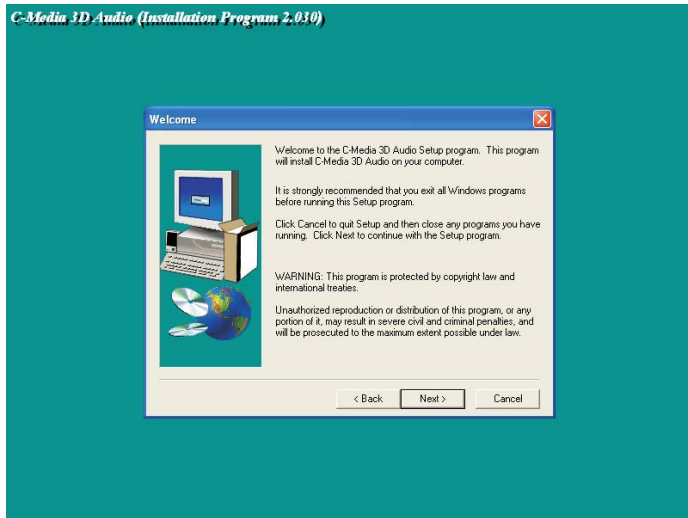 C-Media 3D Audio (Installation Program 2.030)
Welcome
Welcome to the C-Media 3D Audio Setup program. This program
will install C-Media 3D Audio on your computer.
It is strongly recommended that you exit all Windows programs
before running this Setup program.
Click Cancel to quit Setup and then close any programs you have
running. Click Next to continue with the Setup program.
WARNING: This program is protected by copyright law and
international treaties.
Unauthorized reproduction or distribution of this program, or any
portion of it, may result in severe civil and criminal penalties, and
will be prosecuted to the maximum extent possible under law.
< Back Next > Cancel